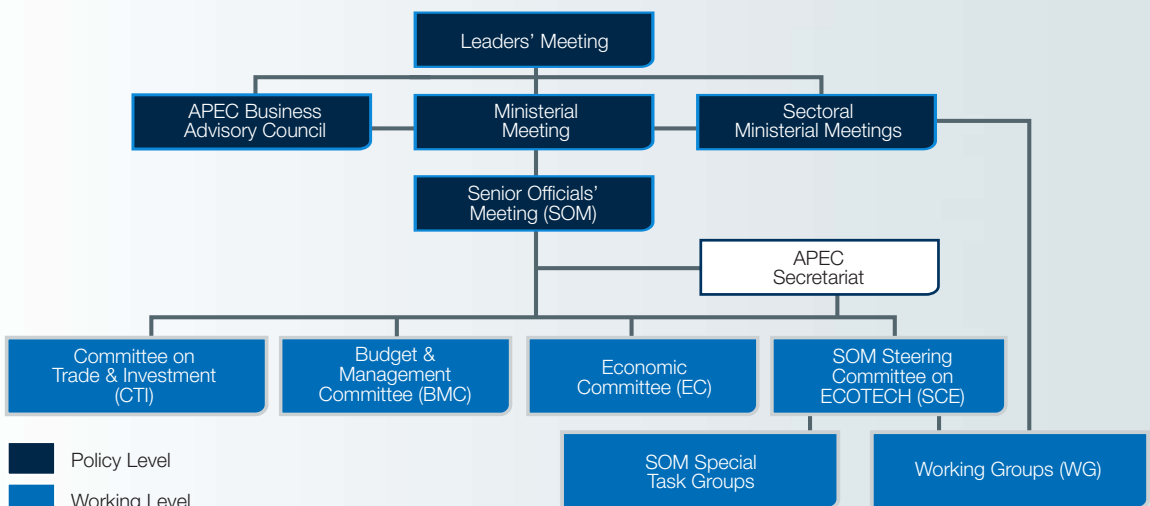 Leaders' Meeting
APEC Business
Advisory Council
Ministerial
Meeting
Sectoral
Ministerial Meetings
Senior Officials'
Meeting (SOM)
APEC
Secretariat
Committee on
Trade & Investment
(CTI)
Budget &
Management
Committee (BMC)
Economic
Committee (EC)
SOM Steering
Committee on
ECOTECH (SCE)
SOM Special
Task Groups
Working Groups (WG)
Policy Level
Working Level